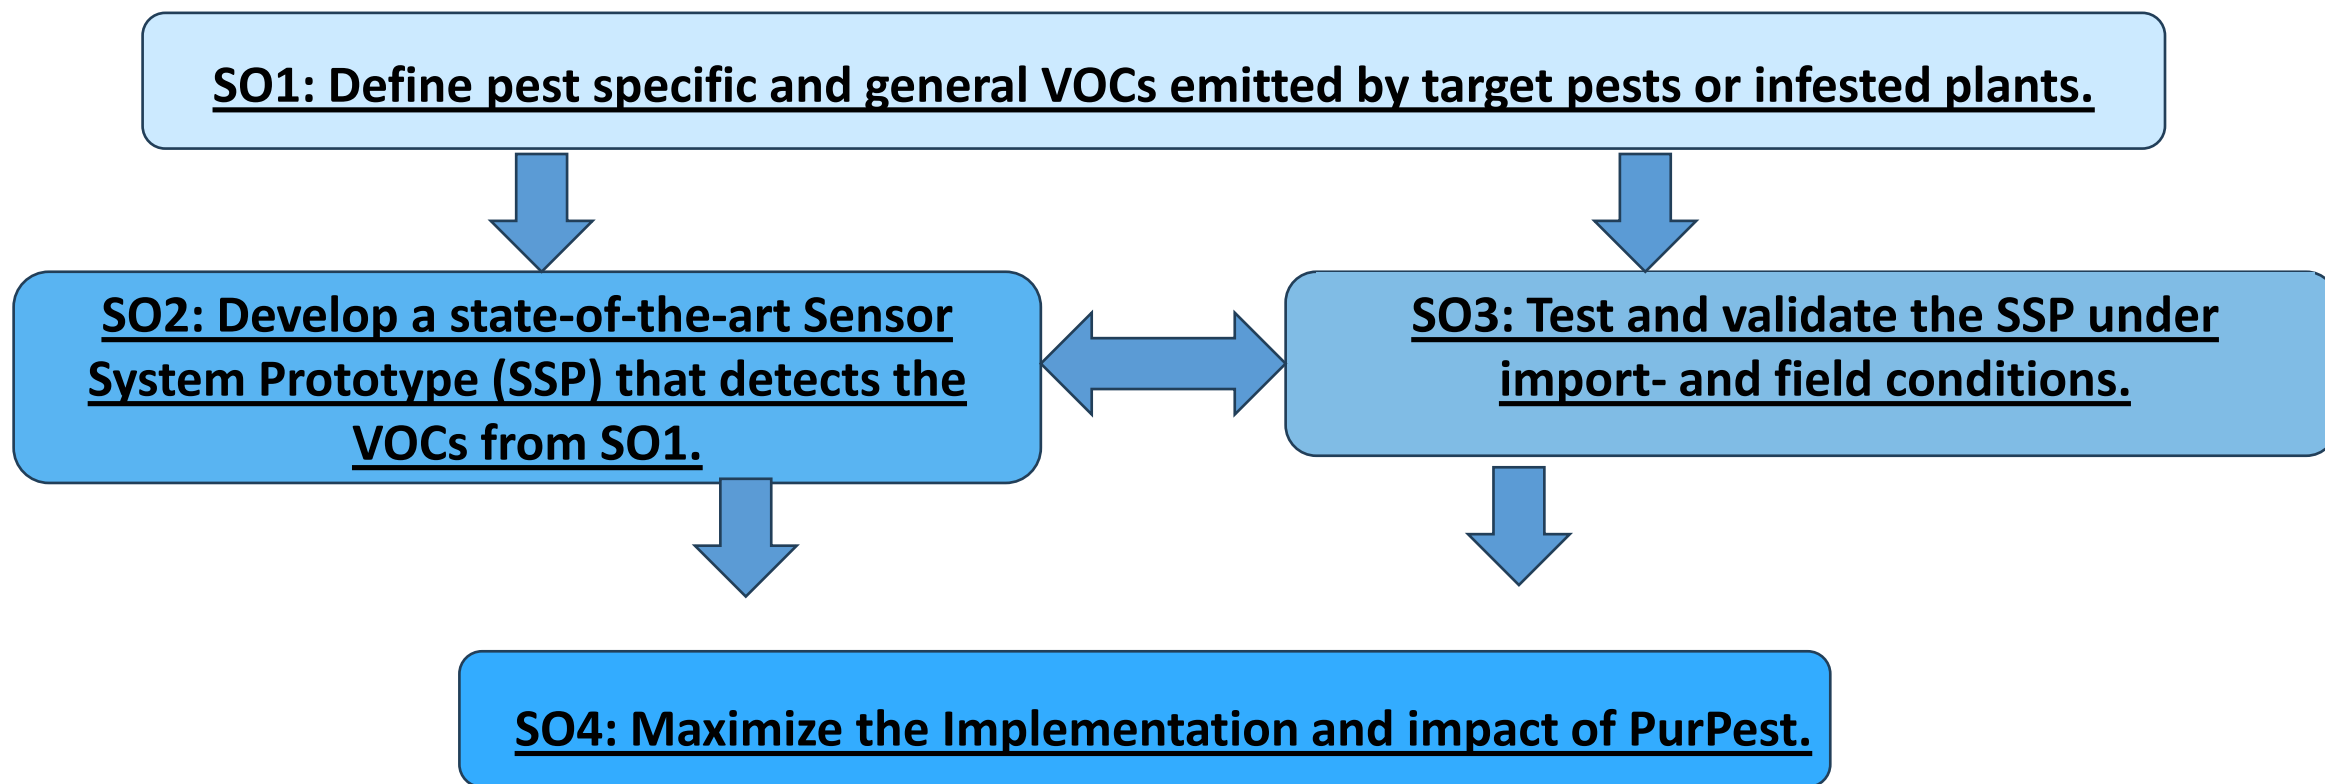 SO1: Define pest specific and general VOCs emitted by target pests or infested plants.
SO2: Develop a state-of-the-art Sensor
System Prototype (SSP) that detects the
VOCs from SO1.
SO3: Test and validate the SSP under
import- and field conditions.
SO4: Maximize the Implementation and impact of PurPest.